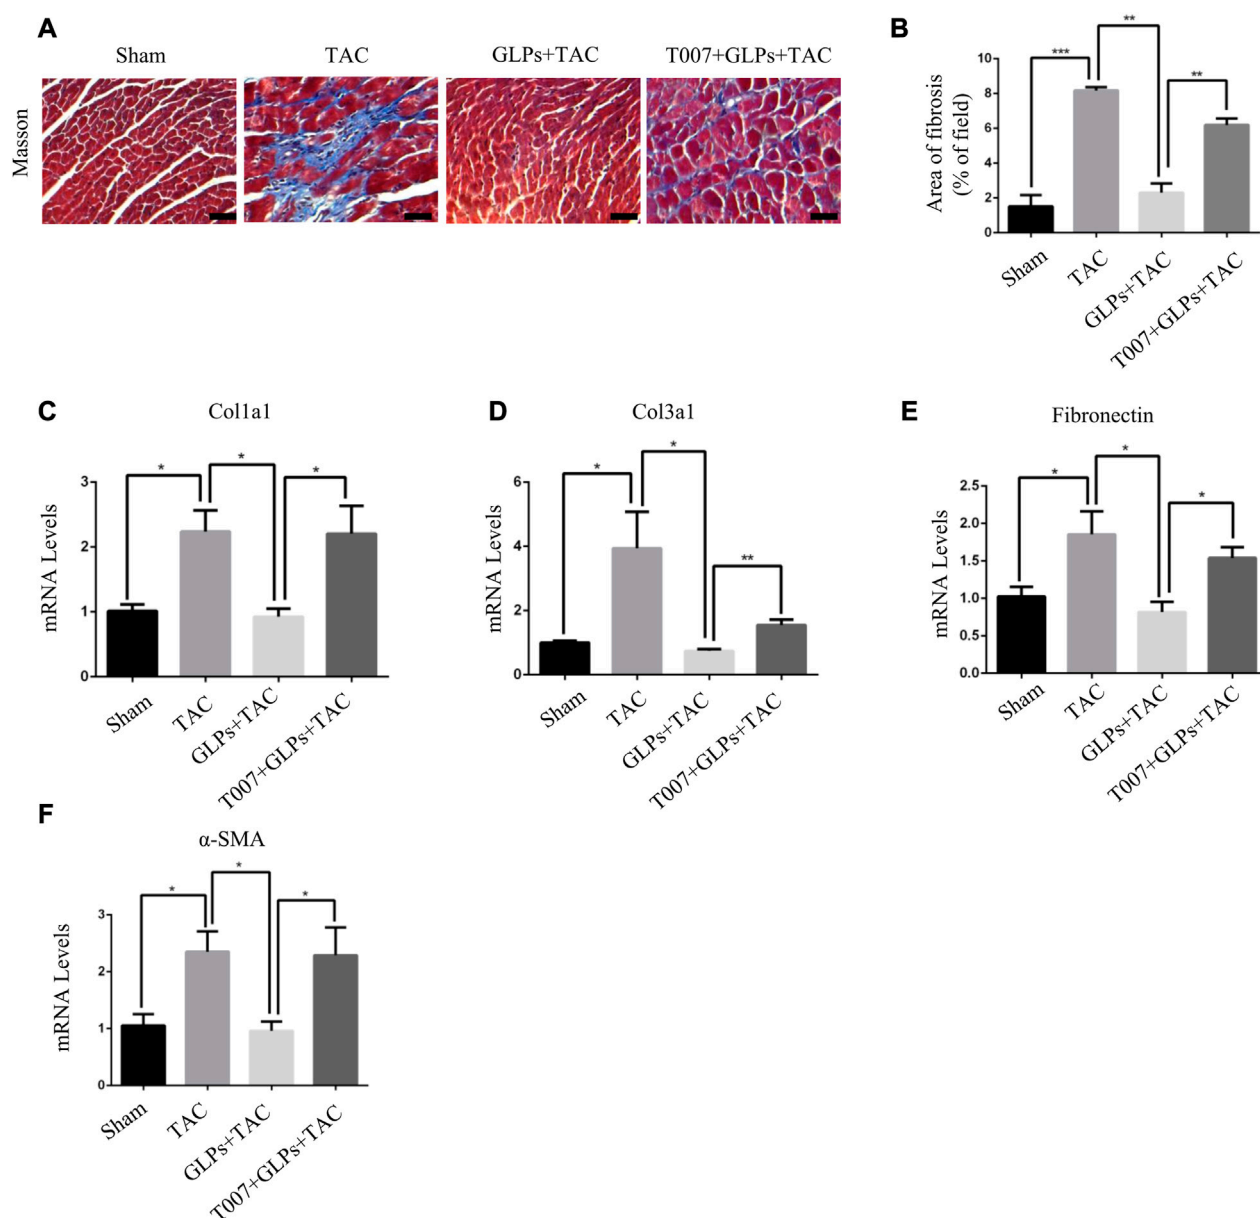 A
Sham
TAC
GLPs+TAC
T007+GLPs+TAC
Masson
B
Area of fibrosis
(% of field)
10
8
6
4
2
0
***
**
**
Sham
TAC
GLPs+TAC
T007+GLPs+TAC
C
Col1a1
mRNA Levels
3
2
1
0
*
*
*
Sham
TAC
GLPs+TAC
T007+GLPs+TAC
D
Col3a1
mRNA Levels
6
4
2
0
*
*
**
Sham
TAC
GLPs+TAC
T007+GLPs+TAC
E
Fibronectin
mRNA Levels
2.5
2.0
1.5
1.0
0.5
0.0
*
*
*
Sham
TAC
GLPs+TAC
T007+GLPs+TAC
F
α-SMA
mRNA Levels
3
2
1
0
*
*
*
Sham
TAC
GLPs+TAC
T007+GLPs+TAC